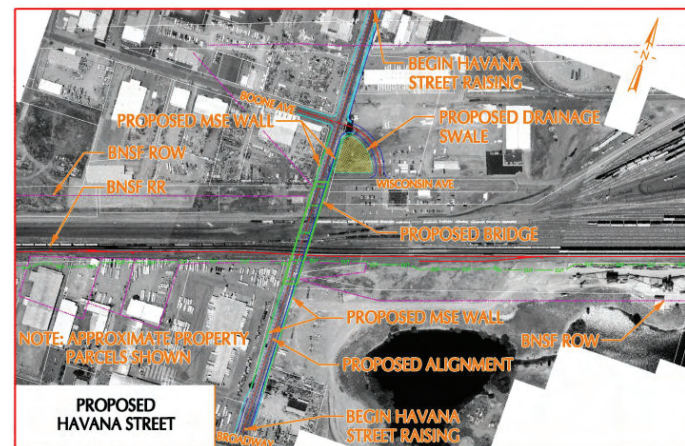 BEGIN HAVANA
STREET RAISING
N
BOONE AVE
PROPOSED MSE WALL
PROPOSED DRAINAGE
SWALE
BNSF ROW
WISCONSIN AVE
BNSF RR
PROPOSED BRIDGE
PROPOSED MSE WALL
NOTE: APPROXIMATE PROPERTY
PARCELS SHOWN
BNSF ROW
PROPOSED ALIGNMENT
PROPOSED
HAVANA STREET
BEGIN HAVANA
STREET RAISING
BROADWAY